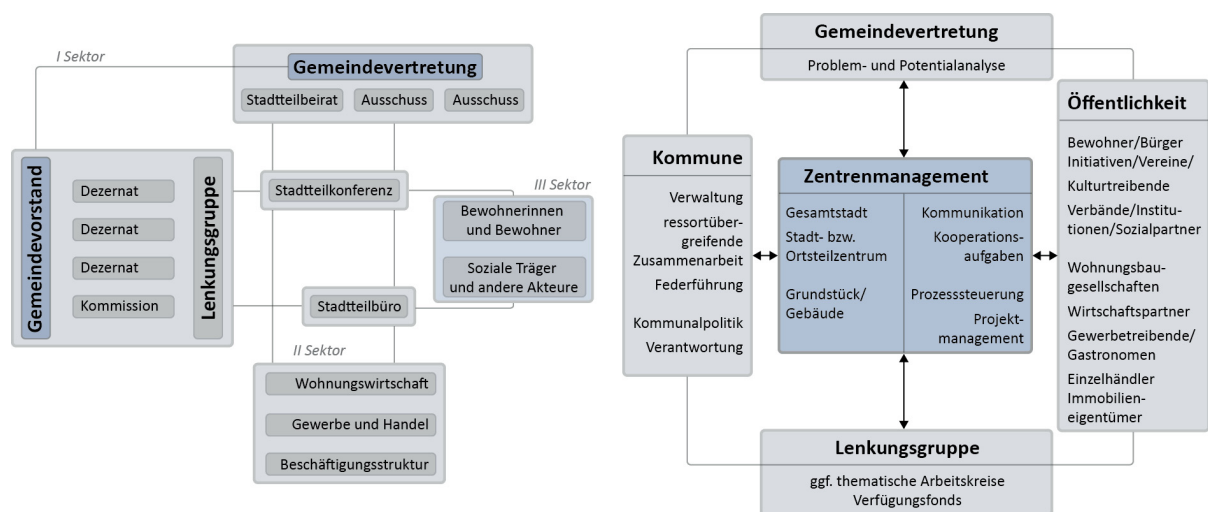 I Sektor
Gemeindevertretung
Stadtteilbeirat
Ausschuss
Ausschuss
Gemeindevorstand
Dezernat
Dezernat
Dezernat
Kommission
Lenkungsgruppe
Stadtteilkonferenz
III Sektor
Bewohnerinnen
und Bewohner
Soziale Träger
und andere Akteure
Stadtteilbüro
II Sektor
Wohnungswirtschaft
Gewerbe und Handel
Beschäftigungsstruktur
Gemeindevertretung
Problem- und Potentialanalyse
Kommune
Verwaltung
ressortüber-
greifende
Zusammenarbeit
Federführung
Kommunalpolitik
Verantwortung
Zentrenmanagement
Gesamtstadt
Stadt- bzw.
Ortsteilzentrum
Grundstück/
Gebäude
Kommunikation
Kooperations-
aufgaben
Prozesssteuerung
Projekt-
management
Öffentlichkeit
Bewohner/Bürger
Initiativen/Vereine/
Kulturtreibende
Verbände/Institu-
tionen/Sozialpartner
Wohnungsbau-
gesellschaften
Wirtschaftspartner
Gewerbetreibende/
Gastronomen
Einzelhändler
Immobilien-
eigentümer
Lenkungsgruppe
ggf. thematische Arbeitskreise
Verfügungsfonds